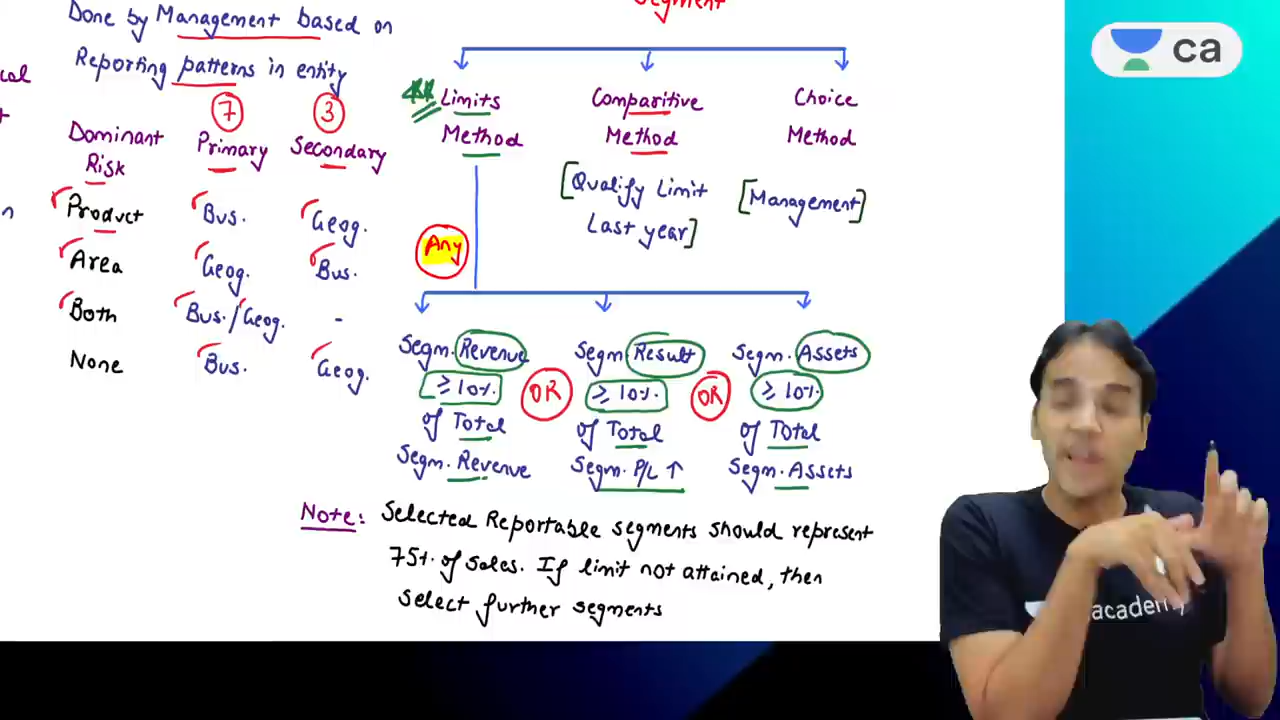 Segment
Done by Management based on
Reporting patterns in entity
7 3
Dominant Risk
Primary
Secondary
Product Bus. Geog.
Area Geog. Bus.
Both Bus./Geog. -
None Bus. Geog.
Limits
Method
Comparitive
Method
[Qualify Limit
Last year]
Choice
Method
[Management]
Any
Segm. Revenue
≥ 10%
of Total
Segm. Revenue
OR
Segm. Result
≥ 10%
of Total
Segm. P/L ↑
OR
Segm. Assets
≥ 10%
of Total
Segm. Assets
Note: Selected Reportable segments should represent
75%. of Sales. If limit not attained, then
select further segments
ca
academy